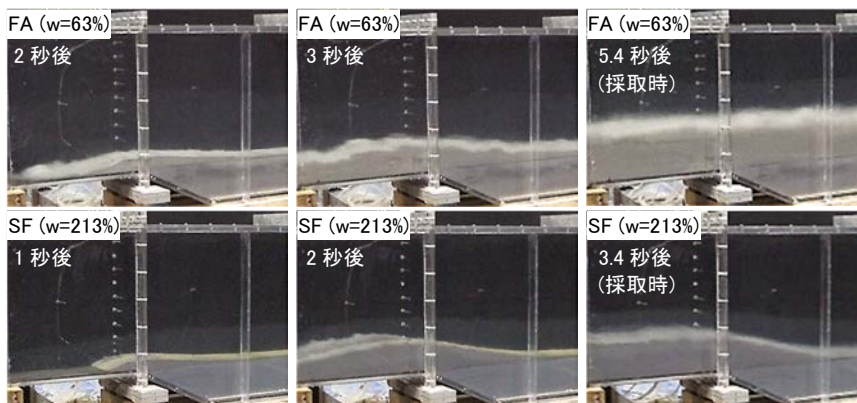 FA (w=63%)
2 秒後
FA (w=63%)
3 秒後
FA (w=63%)
5.4 秒後
(採取時)
SF (w=213%)
1 秒後
SF (w=213%)
2 秒後
SF (w=213%)
3.4 秒後
(採取時)